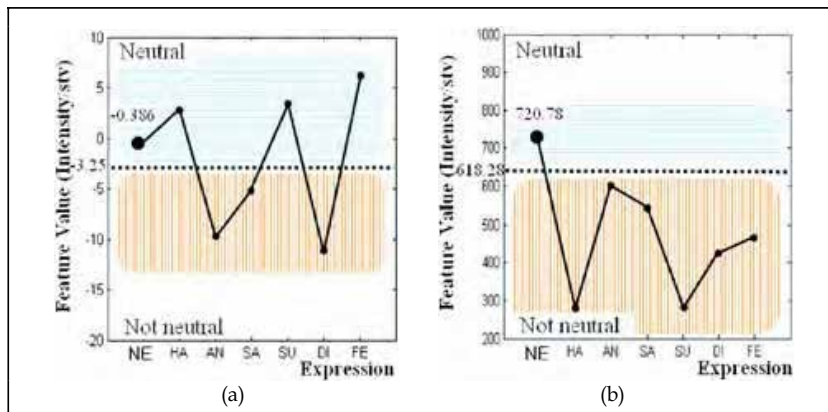 10
5
0
-5
-10
-15
-20
Feature Value (Intensity/stv)
Neutral
-0.386
-3.25
Not neutral
NE HA AN SA SU DI FE
Expression
(a)
1000
900
800
700
600
500
400
300
200
Feature Value (Intensity/stv)
Neutral
720.78
618.28
Not neutral
NE HA AN SA SU DI FE
Expression
(b)